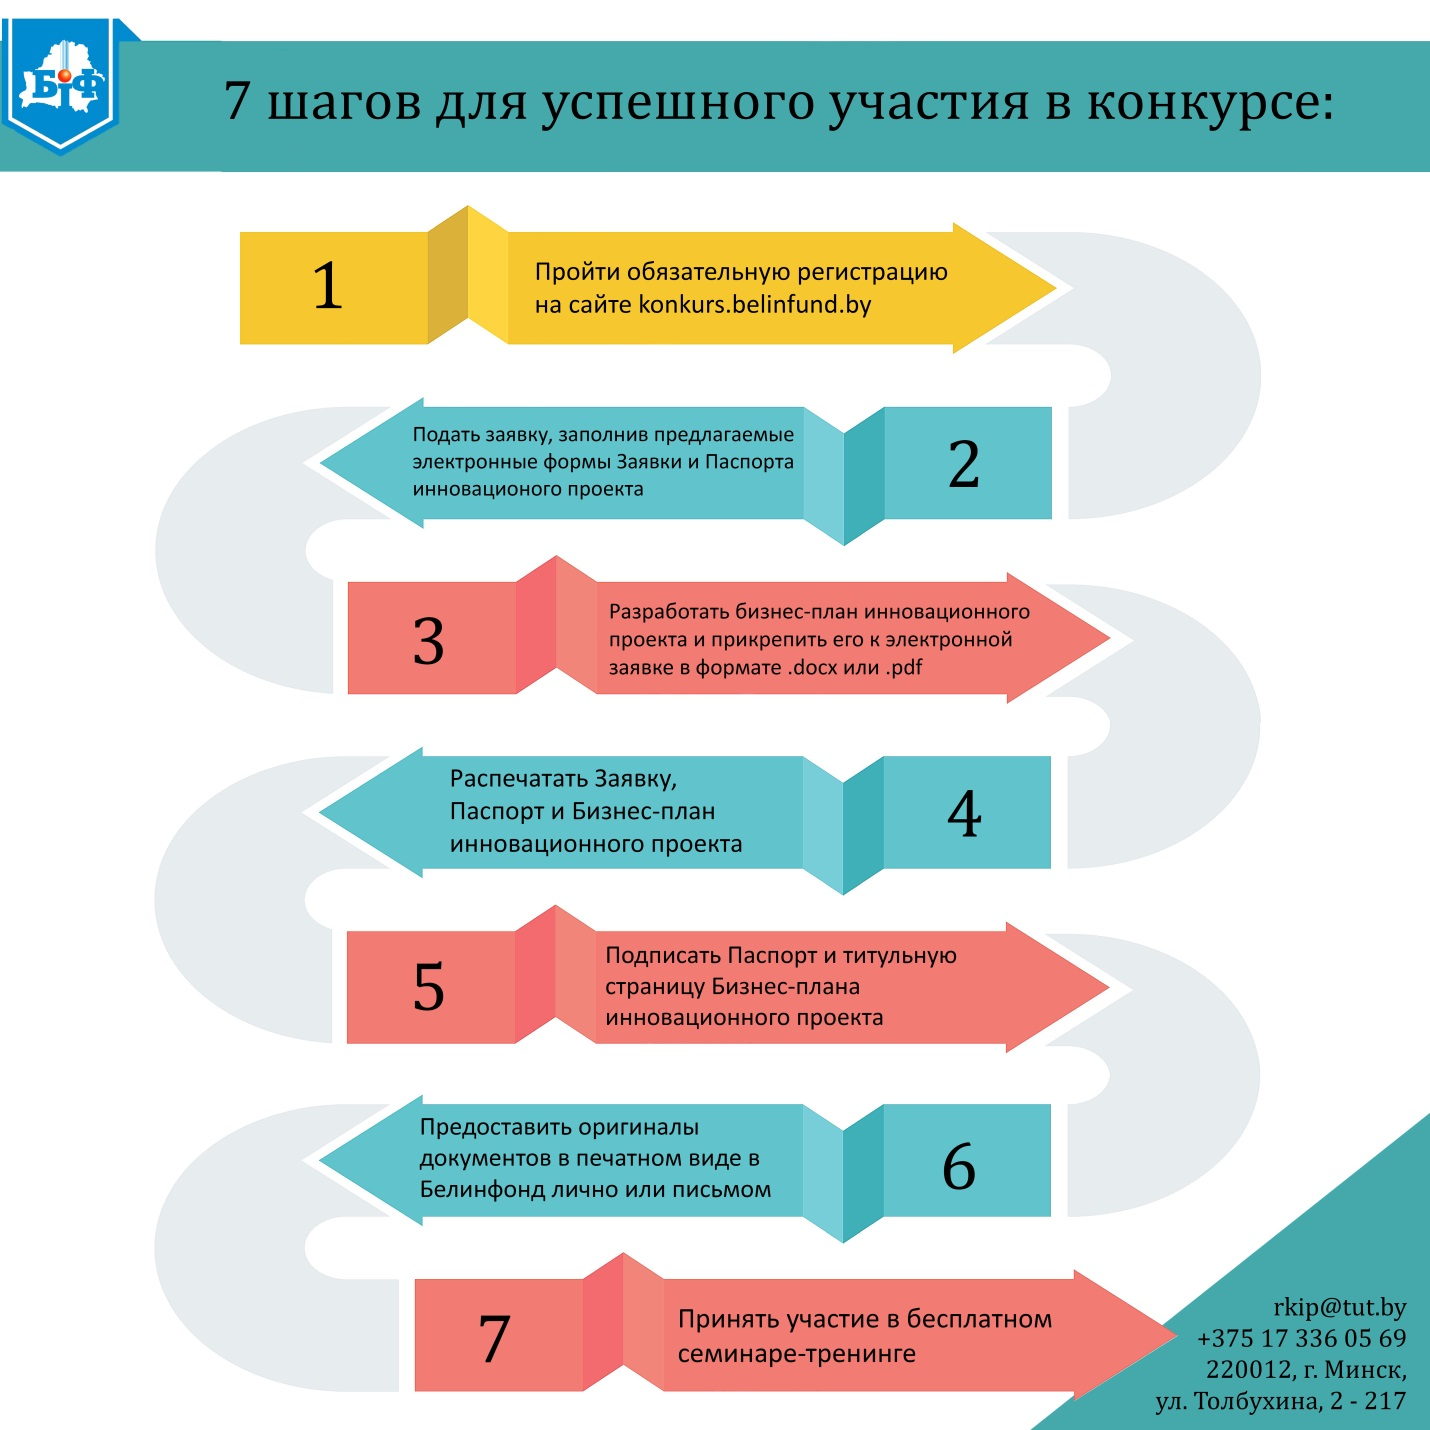 БіФ
7 шагов для успешного участия в конкурсе:
1
Пройти обязательную регистрацию
на сайте konkurs.belinfund.by
2
Подать заявку, заполнив предлагаемые
электронные формы Заявки и Паспорта
инновационого проекта
3
Разработать бизнес-план инновационного
проекта и прикрепить его к электронной
заявке в формате .docx или .pdf
4
Распечатать Заявку,
Паспорт и Бизнес-план
инновационного проекта
5
Подписать Паспорт и титульную
страницу Бизнес-плана
инновационного проекта
6
Предоставить оригиналы
документов в печатном виде в
Белинфонд лично или письмом
7
Принять участие в бесплатном
семинаре-тренинге
rkip@tut.by
+375 17 336 05 69
220012, г. Минск,
ул. Толбухина, 2 - 217